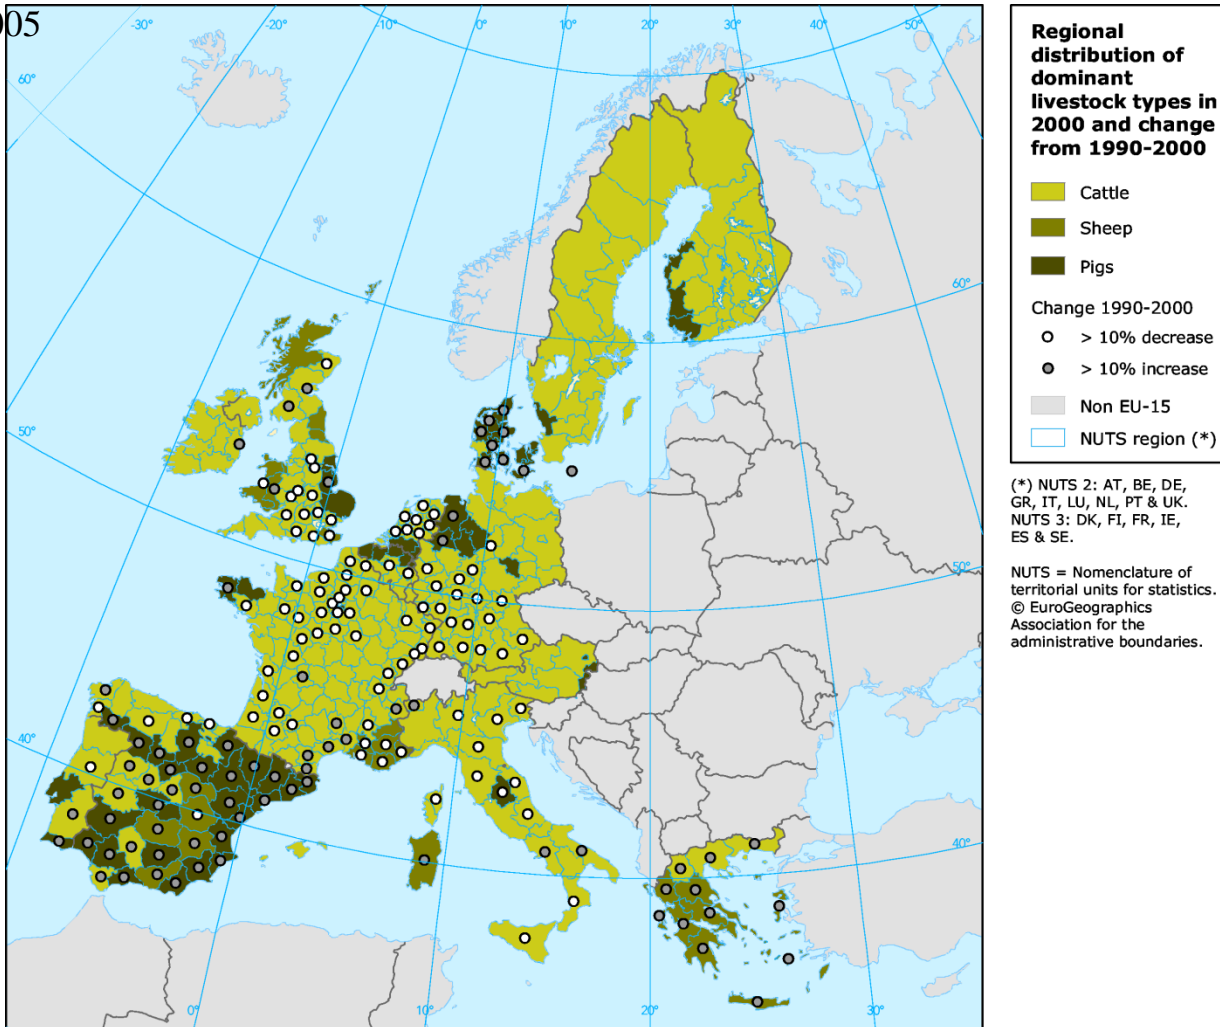 005
-30°
-20°
-10°
0°
10°
20°
30°
40°
50°
60°
60°
50°
50°
40°
40°
0°
10°
20°
30°
Regional
distribution of
dominant
livestock types in
2000 and change
from 1990-2000
Cattle
Sheep
Pigs
Change 1990-2000
> 10% decrease
> 10% increase
Non EU-15
NUTS region (*)
(*) NUTS 2: AT, BE, DE,
GR, IT, LU, NL, PT & UK.
NUTS 3: DK, FI, FR, IE,
ES & SE.
NUTS = Nomenclature of
territorial units for statistics.
© EuroGeographics
Association for the
administrative boundaries.